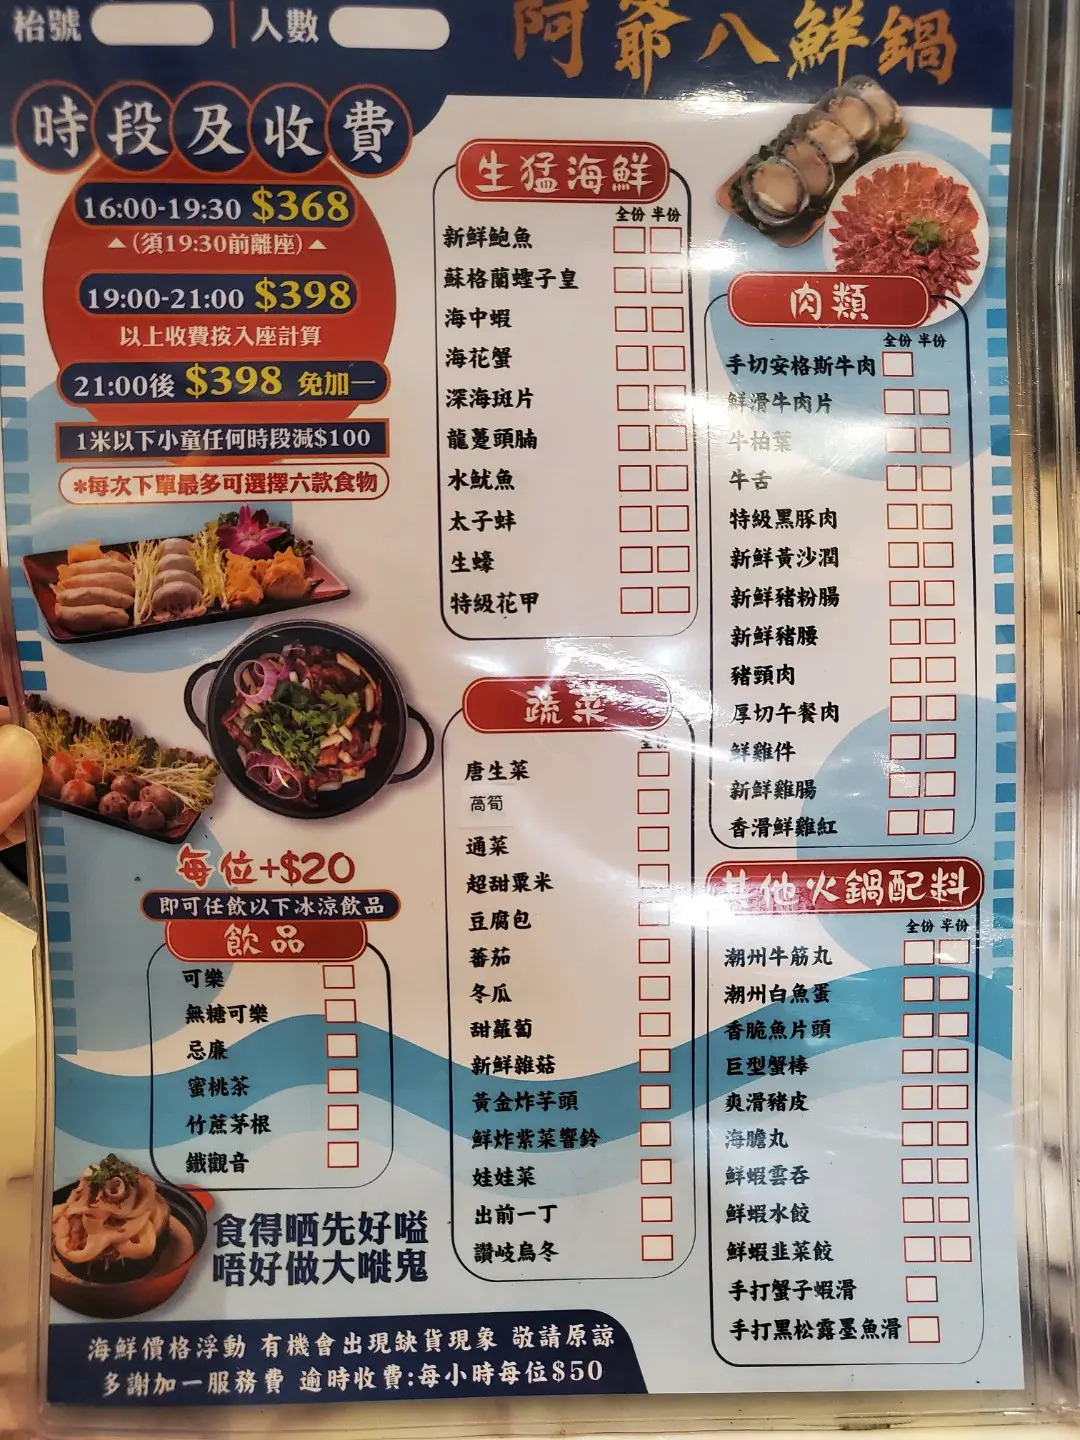 枱號
人數
阿爺八鮮鍋
時段及收費
16:00-19:30 $368
▲(須19:30前離座)▲
19:00-21:00 $398
以上收費按入座計算
21:00後 $398 免加一
1米以下小童任何時段減$100
*每次下單最多可選擇六款食物
每位+$20
即可任飲以下冰涼飲品
飲品
可樂
無糖可樂
忌廉
蜜桃茶
竹蔗茅根
鐵觀音
食得晒先好嗌
唔好做大嘥鬼
生猛海鮮
全份 半份
新鮮鮑魚
蘇格蘭蟶子皇
海中蝦
海花蟹
深海斑片
龍躉頭腩
水魷魚
太子蚌
生蠔
特級花甲
蔬菜
全份
唐生菜
萵筍
通菜
超甜粟米
豆腐包
蕃茄
冬瓜
甜蘿蔔
新鮮雜菇
黃金炸芋頭
鮮炸紫菜響鈴
娃娃菜
出前一丁
讚岐烏冬
肉類
全份 半份
手切安格斯牛肉
鮮滑牛肉片
牛柏葉
牛舌
特級黑豚肉
新鮮黃沙潤
新鮮豬粉腸
新鮮豬腰
豬頸肉
厚切午餐肉
鮮雞件
新鮮雞腸
香滑鮮雞紅
其他火鍋配料
全份 半份
潮州牛筋丸
潮州白魚蛋
香脆魚片頭
巨型蟹棒
爽滑豬皮
海膽丸
鮮蝦雲吞
鮮蝦水餃
鮮蝦韭菜餃
手打蟹子蝦滑
手打黑松露墨魚滑
海鮮價格浮動 有機會出現缺貨現象 敬請原諒
多謝加一服務費 逾時收費:每小時每位$50